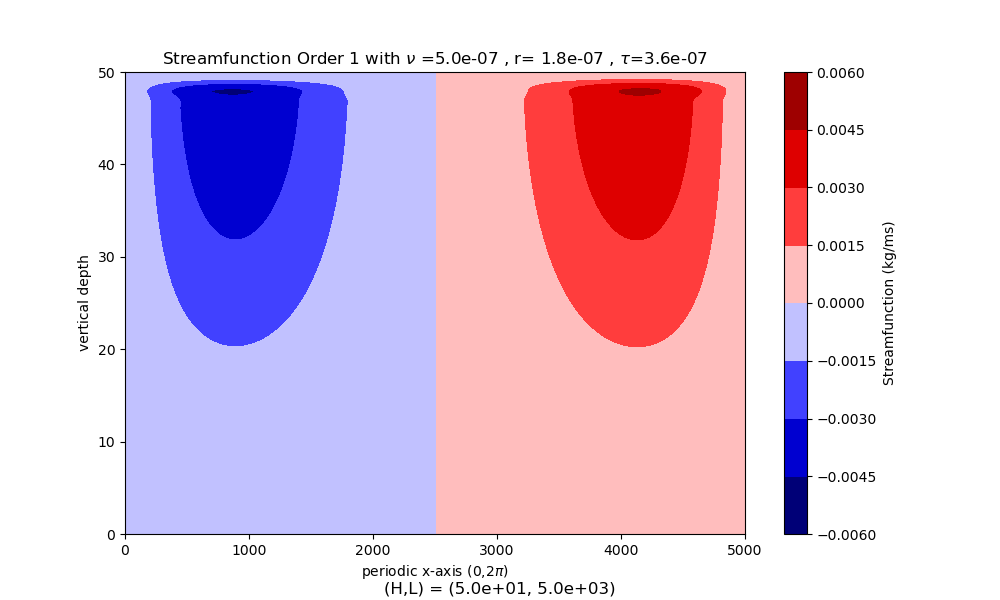 Streamfunction Order 1 with ν =5.0e-07 , r= 1.8e-07 , τ=3.6e-07
50
40
30
20
10
0
vertical depth
0 1000 2000 3000 4000 5000
periodic x-axis (0,2π)
(H,L) = (5.0e+01, 5.0e+03)
0.0060
0.0045
0.0030
0.0015
0.0000
−0.0015
−0.0030
−0.0045
−0.0060
Streamfunction (kg/ms)